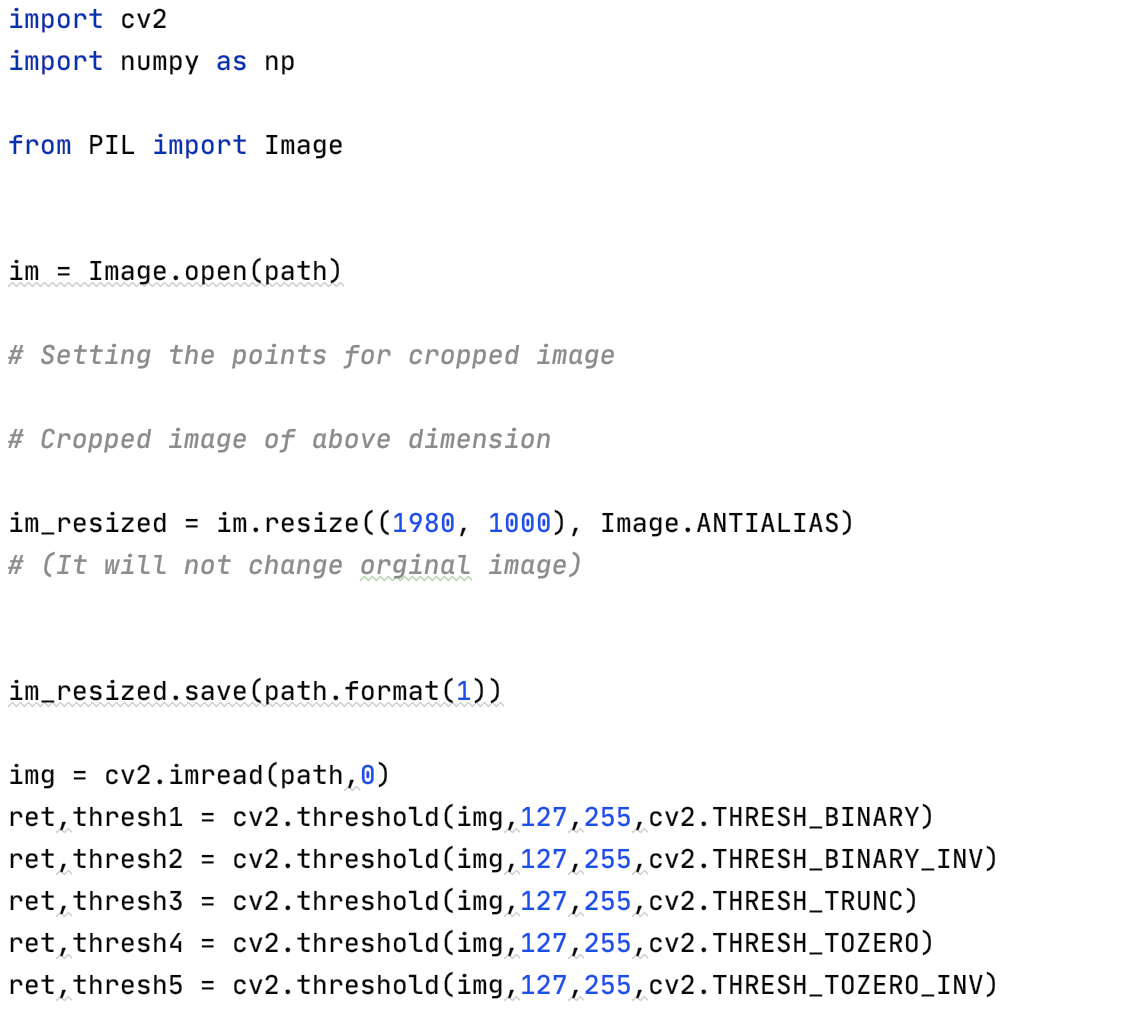 import cv2
import numpy as np
from PIL import Image
im = Image.open(path)
# Setting the points for cropped image
# Cropped image of above dimension
im_resized = im.resize((1980, 1000), Image.ANTIALIAS)
# (It will not change orginal image)
im_resized.save(path.format(1))
img = cv2.imread(path,0)
ret,thresh1 = cv2.threshold(img,127,255,cv2.THRESH_BINARY)
ret,thresh2 = cv2.threshold(img,127,255,cv2.THRESH_BINARY_INV)
ret,thresh3 = cv2.threshold(img,127,255,cv2.THRESH_TRUNC)
ret,thresh4 = cv2.threshold(img,127,255,cv2.THRESH_TOZERO)
ret,thresh5 = cv2.threshold(img,127,255,cv2.THRESH_TOZERO_INV)